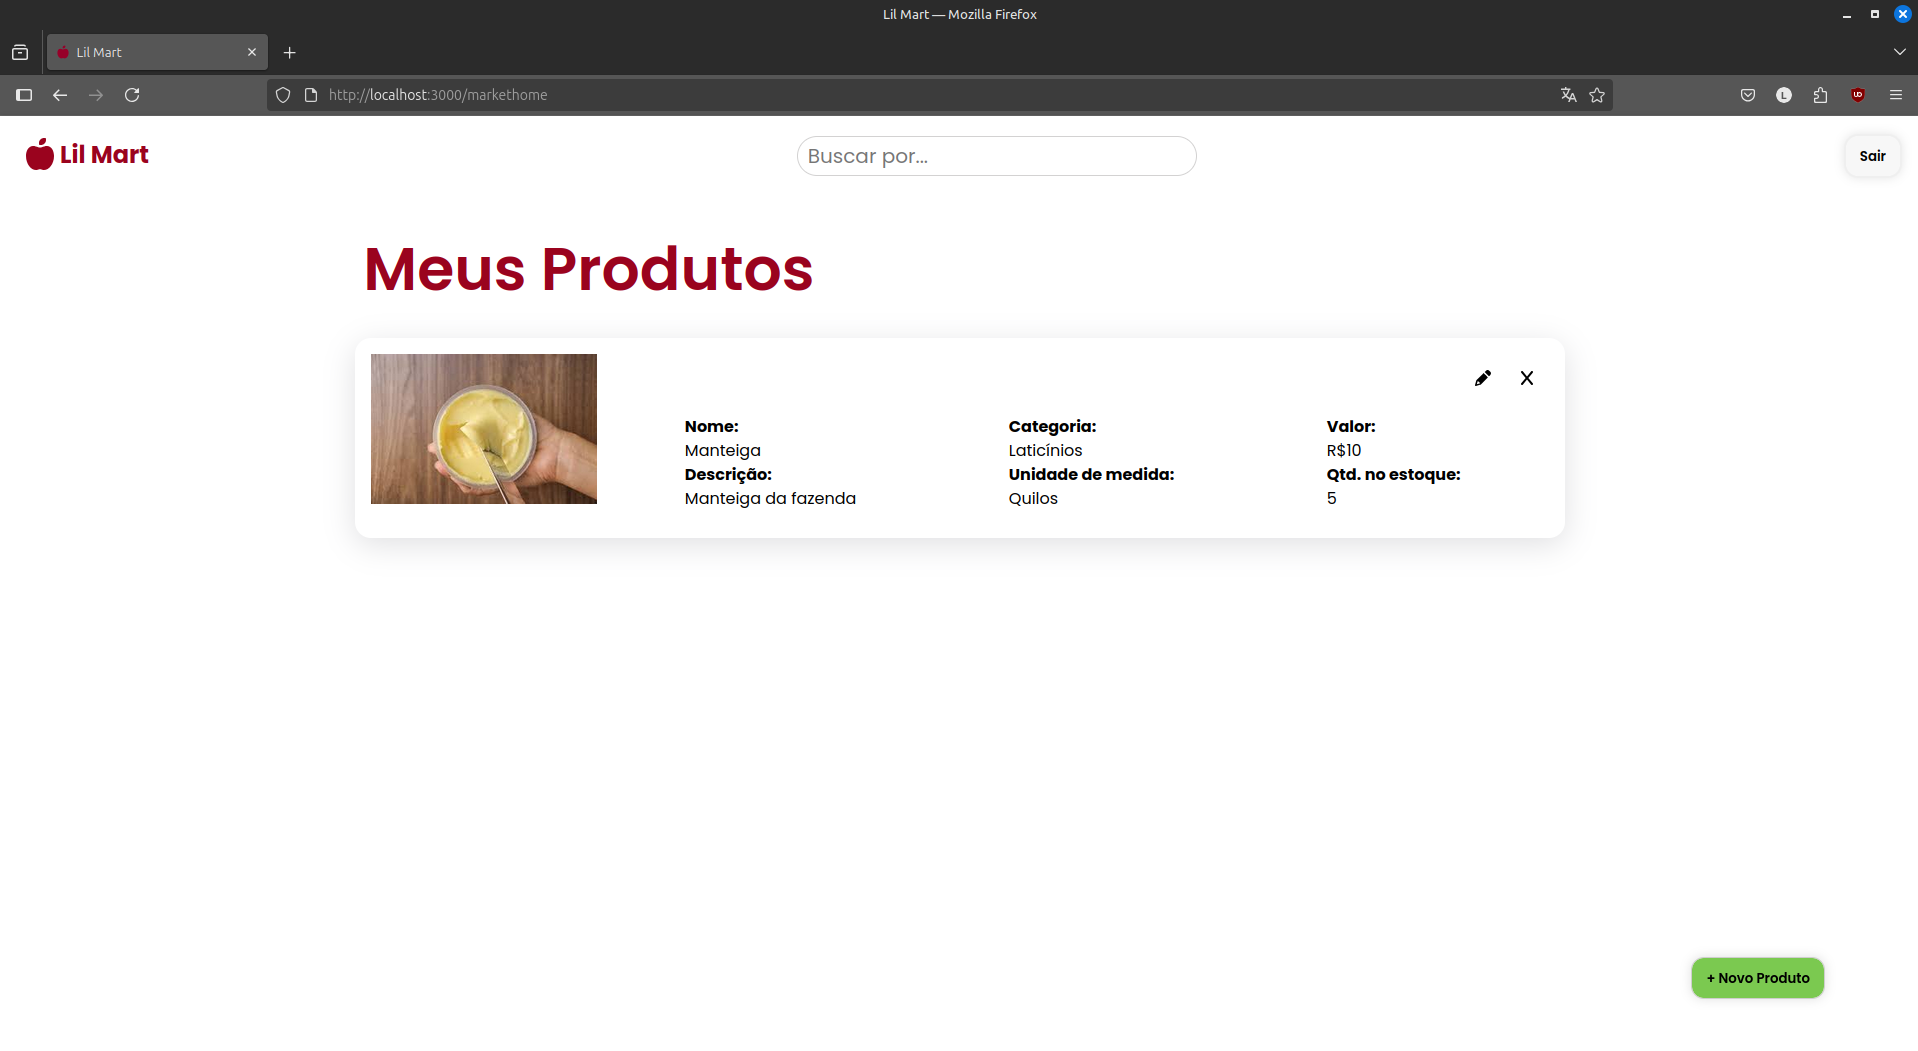 Lil Mart — Mozilla Firefox
Lil Mart
http://localhost:3000/markethome
L
UD
Lil Mart
Buscar por...
Sair
Meus Produtos
Nome:
Manteiga
Descrição:
Manteiga da fazenda
Categoria:
Laticínios
Unidade de medida:
Quilos
Valor:
R$10
Qtd. no estoque:
5
+ Novo Produto